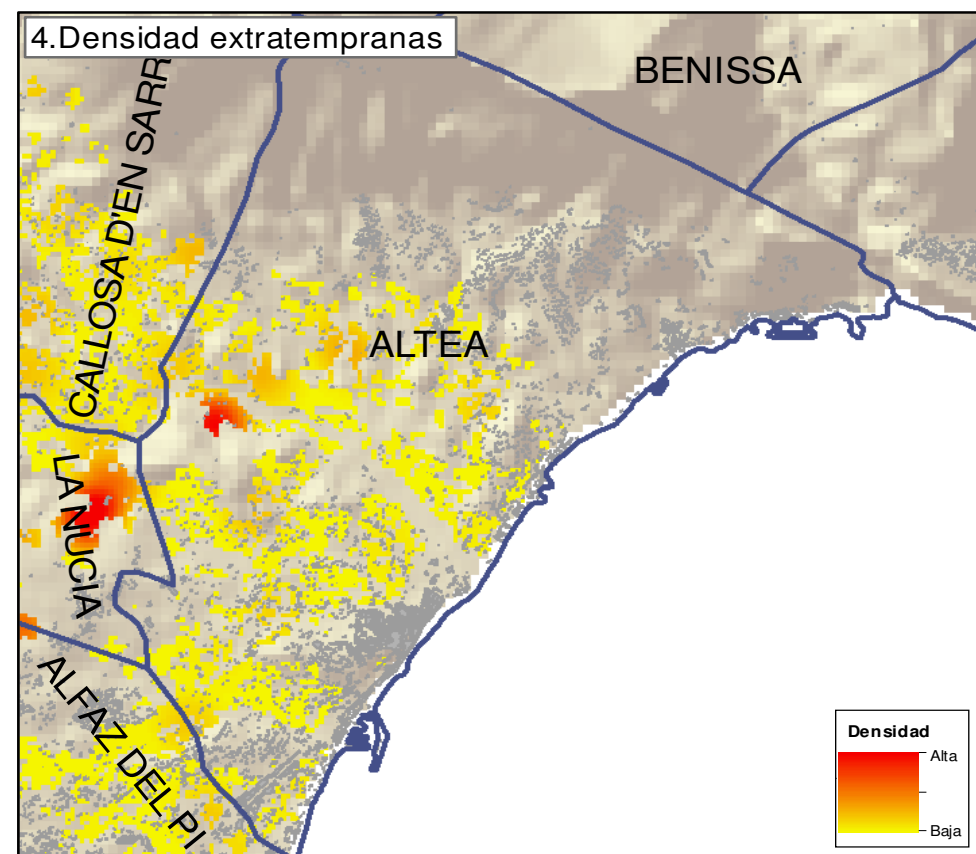 4.Densidad extratempranas
BENISSA
CALLOSA D'EN SARR
ALTEA
LA NUCIA
ALFAZ DEL PI
Densidad
Alta
Baja